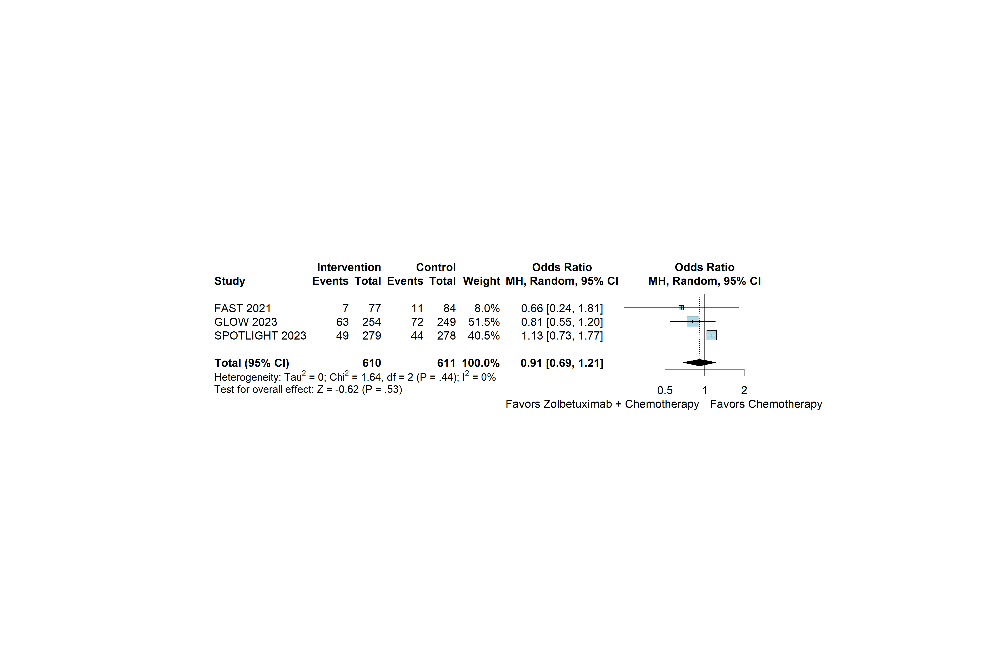 Intervention Control Odds Ratio Odds Ratio
Study Events Total Events Total Weight MH, Random, 95% CI MH, Random, 95% CI
FAST 2021 7 77 11 84 8.0% 0.66 [0.24, 1.81]
GLOW 2023 63 254 72 249 51.5% 0.81 [0.55, 1.20]
SPOTLIGHT 2023 49 279 44 278 40.5% 1.13 [0.73, 1.77]
Total (95% CI) 610 611 100.0% 0.91 [0.69, 1.21]
Heterogeneity: Tau² = 0; Chi² = 1.64, df = 2 (P = .44); I² = 0%
Test for overall effect: Z = -0.62 (P = .53)
0.5 1 2
Favors Zolbetuximab + Chemotherapy Favors Chemotherapy